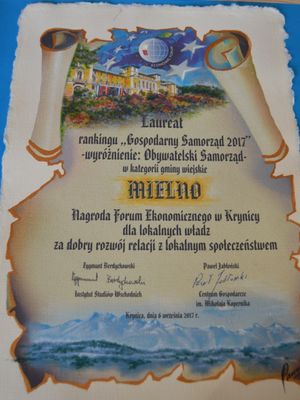 Laureat
rankingu „Gospodarny Samorząd 2017"
-wyróżnienie: Obywatelski Samorząd-
w kategorii gminy wiejskie
MIELNO
Nagroda Forum Ekonomicznego w Krynicy
dla lokalnych władz
za dobry rozwój relacji z lokalnym społeczeństwem
Zygmunt Berdychowski
Paweł Jabłoński
Instytut Studiów Wschodnich
Centrum Gospodarcze
im. Mikołaja Kopernika
Krynica, dnia 6 września 2017 r.